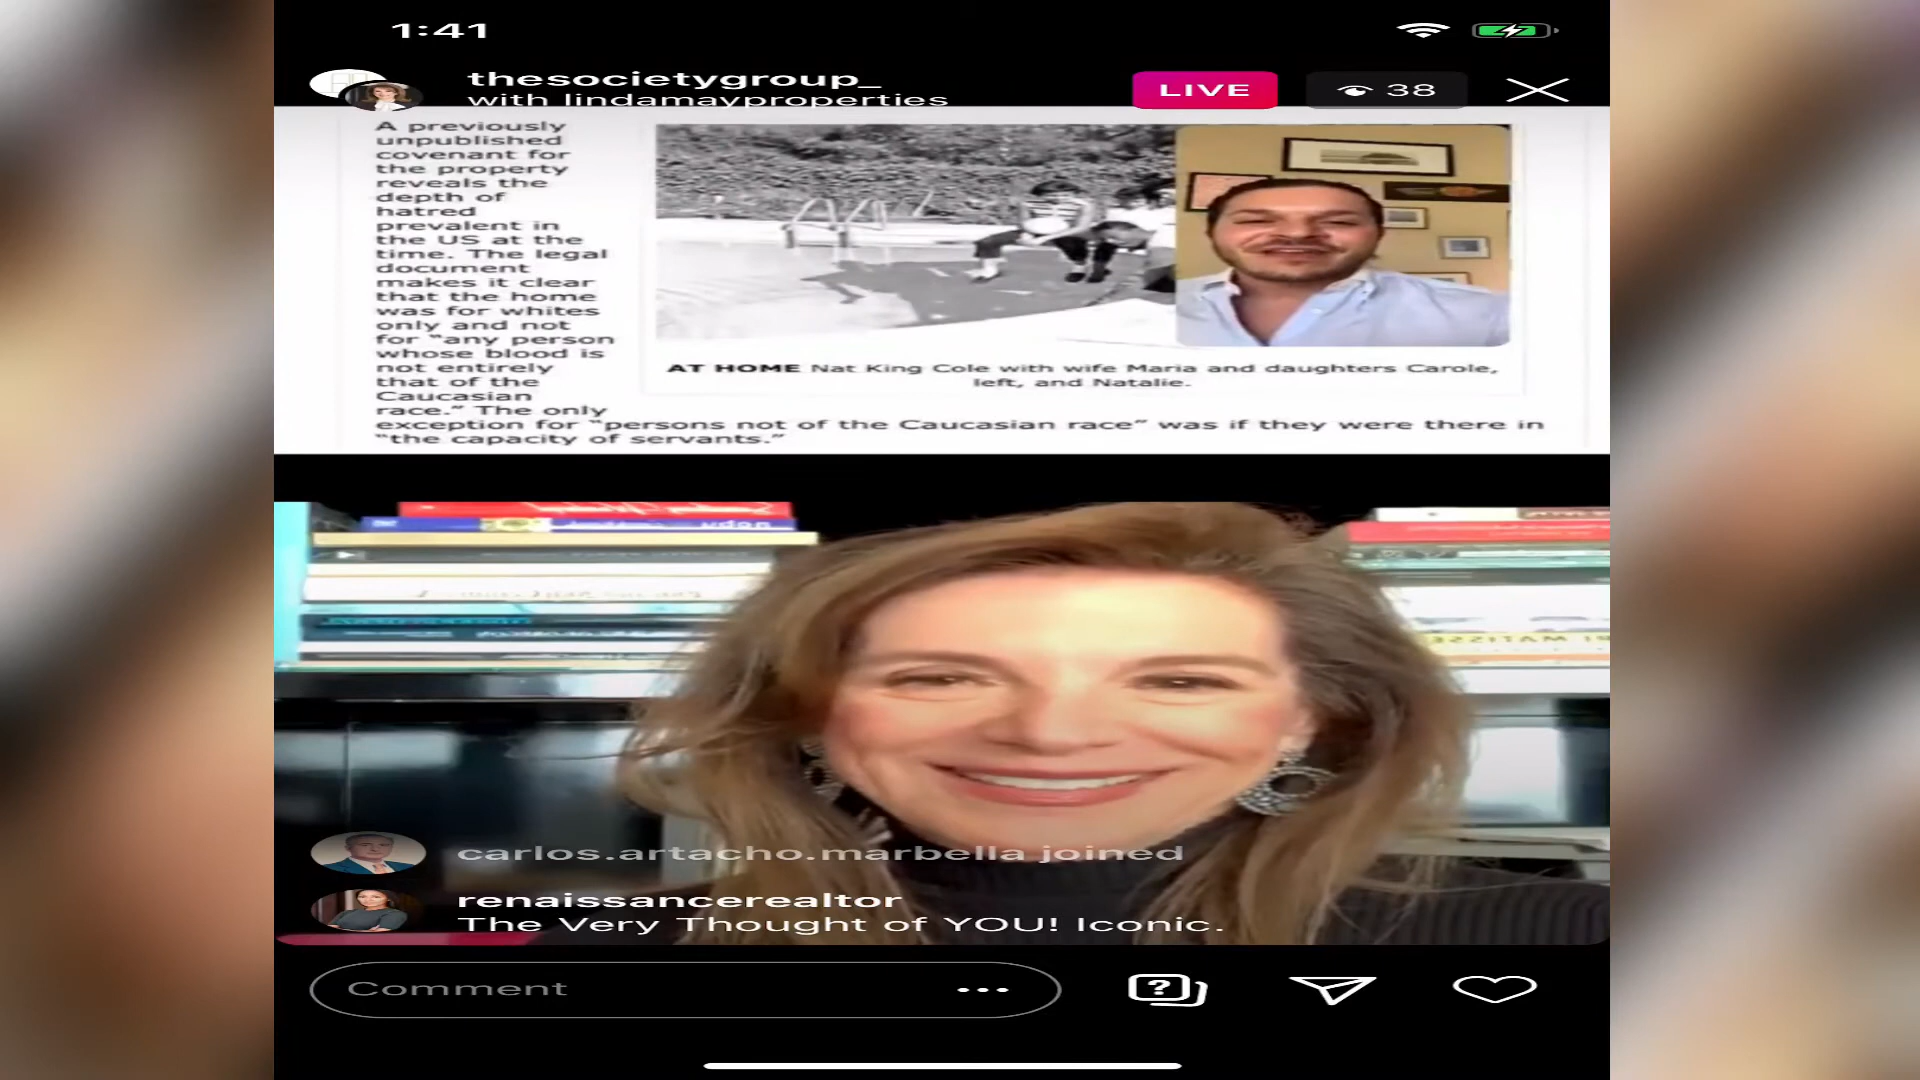 1:41
thesocietygroup_
with lindamayproperties
LIVE
38
A previously
unpublished
covenant for
the property
reveals the
depth of
hatred
prevalent in
the US at the
time. The legal
document
makes it clear
that the home
was for whites
only and not
for "any person
whose blood is
not entirely
that of the
Caucasian
race." The only
exception for "persons not of the Caucasian race" was if they were there in
"the capacity of servants."
AT HOME Nat King Cole with wife Maria and daughters Carole,
left, and Natalie.
carlos.artacho.marbella joined
renaissancerealtor
The Very Thought of YOU! Iconic.
Comment